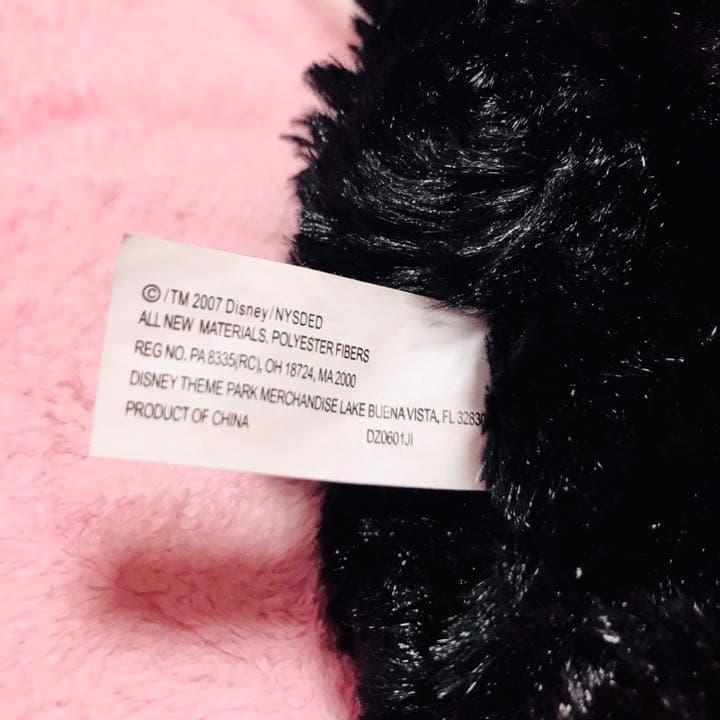 ©/TM 2007 Disney/NYSDED
ALL NEW MATERIALS, POLYESTER FIBERS
REG NO. PA 8335(RC), OH 18724, MA 2000
DISNEY THEME PARK MERCHANDISE LAKE BUENA VISTA, FL 32830
PRODUCT OF CHINA
DZ0601JI